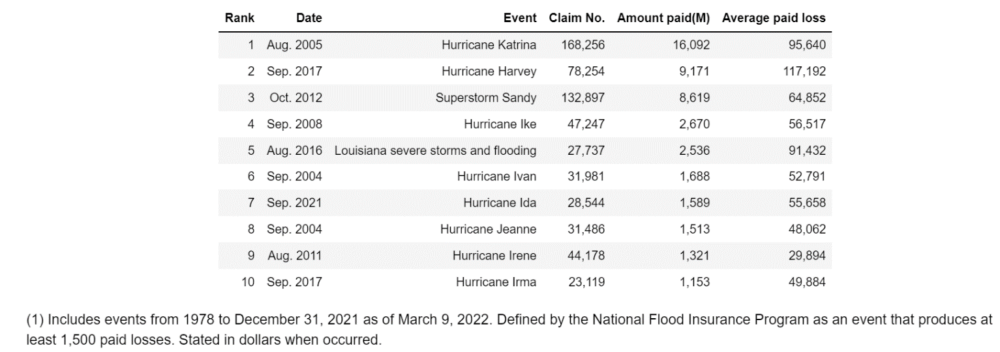 Rank Date Event Claim No. Amount paid(M) Average paid loss
1 Aug. 2005 Hurricane Katrina 168,256 16,092 95,640
2 Sep. 2017 Hurricane Harvey 78,254 9,171 117,192
3 Oct. 2012 Superstorm Sandy 132,897 8,619 64,852
4 Sep. 2008 Hurricane Ike 47,247 2,670 56,517
5 Aug. 2016 Louisiana severe storms and flooding 27,737 2,536 91,432
6 Sep. 2004 Hurricane Ivan 31,981 1,688 52,791
7 Sep. 2021 Hurricane Ida 28,544 1,589 55,658
8 Sep. 2004 Hurricane Jeanne 31,486 1,513 48,062
9 Aug. 2011 Hurricane Irene 44,178 1,321 29,894
10 Sep. 2017 Hurricane Irma 23,119 1,153 49,884
(1) Includes events from 1978 to December 31, 2021 as of March 9, 2022. Defined by the National Flood Insurance Program as an event that produces at
least 1,500 paid losses. Stated in dollars when occurred.